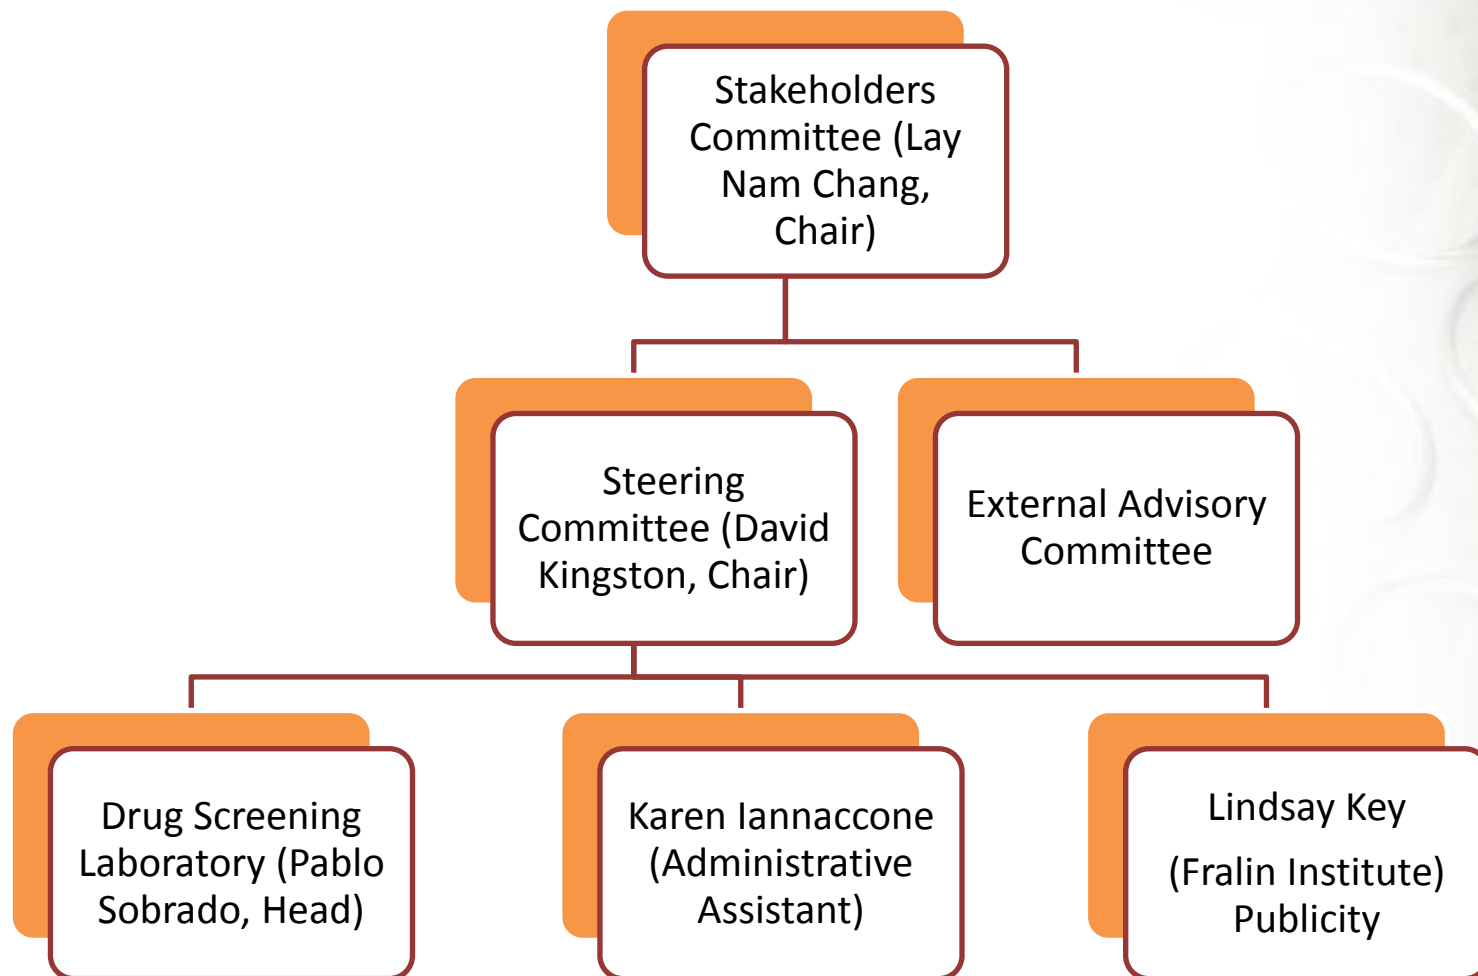 Stakeholders
Committee (Lay
Nam Chang,
Chair)
Steering
Committee (David
Kingston, Chair)
External Advisory
Committee
Drug Screening
Laboratory (Pablo
Sobrado, Head)
Karen Iannaccone
(Administrative
Assistant)
Lindsay Key
(Fralin Institute)
Publicity